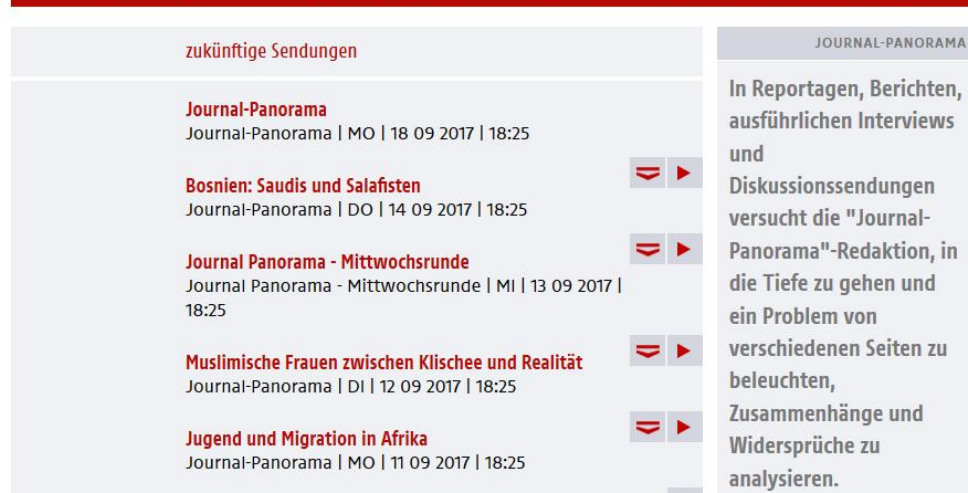 zukünftige Sendungen
Journal-Panorama
Journal-Panorama | MO | 18 09 2017 | 18:25
Bosnien: Saudis und Salafisten
Journal-Panorama | DO | 14 09 2017 | 18:25
Journal Panorama - Mittwochsrunde
Journal Panorama - Mittwochsrunde | MI | 13 09 2017 |
18:25
Muslimische Frauen zwischen Klischee und Realität
Journal-Panorama | DI | 12 09 2017 | 18:25
Jugend und Migration in Afrika
Journal-Panorama | MO | 11 09 2017 | 18:25
JOURNAL-PANORAMA
In Reportagen, Berichten,
ausführlichen Interviews
und
Diskussionssendungen
versucht die "Journal-
Panorama"-Redaktion, in
die Tiefe zu gehen und
ein Problem von
verschiedenen Seiten zu
beleuchten,
Zusammenhänge und
Widersprüche zu
analysieren.